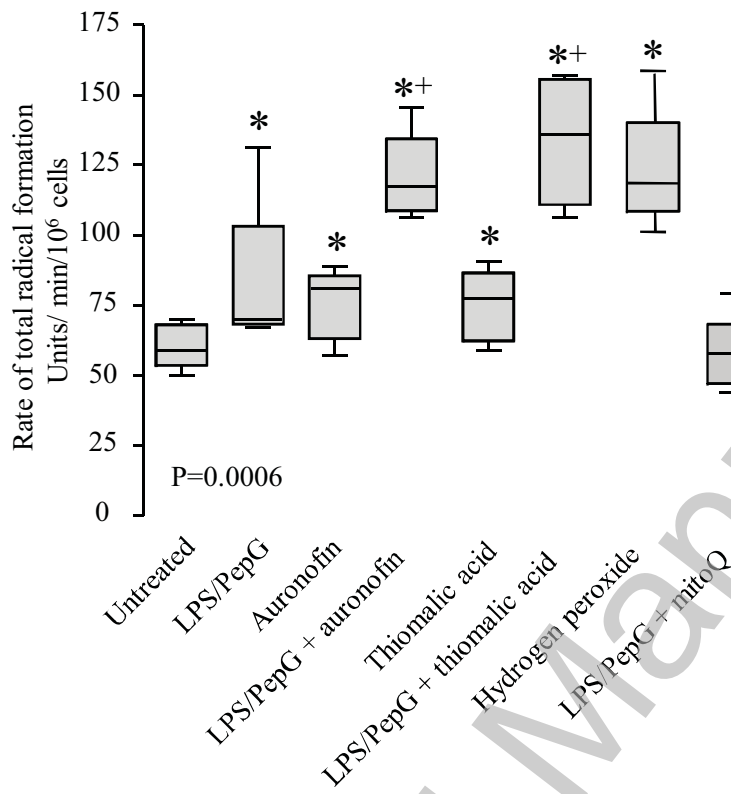 Rate of total radical formation
Units/ min/10⁶ cells
175
150
125
100
75
50
25
0
*
*
*+
*
*+
*
P=0.0006
Untreated
LPS/PepG
Auronofin
LPS/PepG + auronofin
Thiomalic acid
LPS/PepG + thiomalic acid
Hydrogen peroxide
LPS/PepG + mitoQ